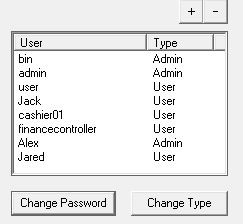 + -
User Type
bin Admin
admin Admin
user User
Jack User
cashier01 User
financecontroller User
Alex Admin
Jared User
Change Password Change Type